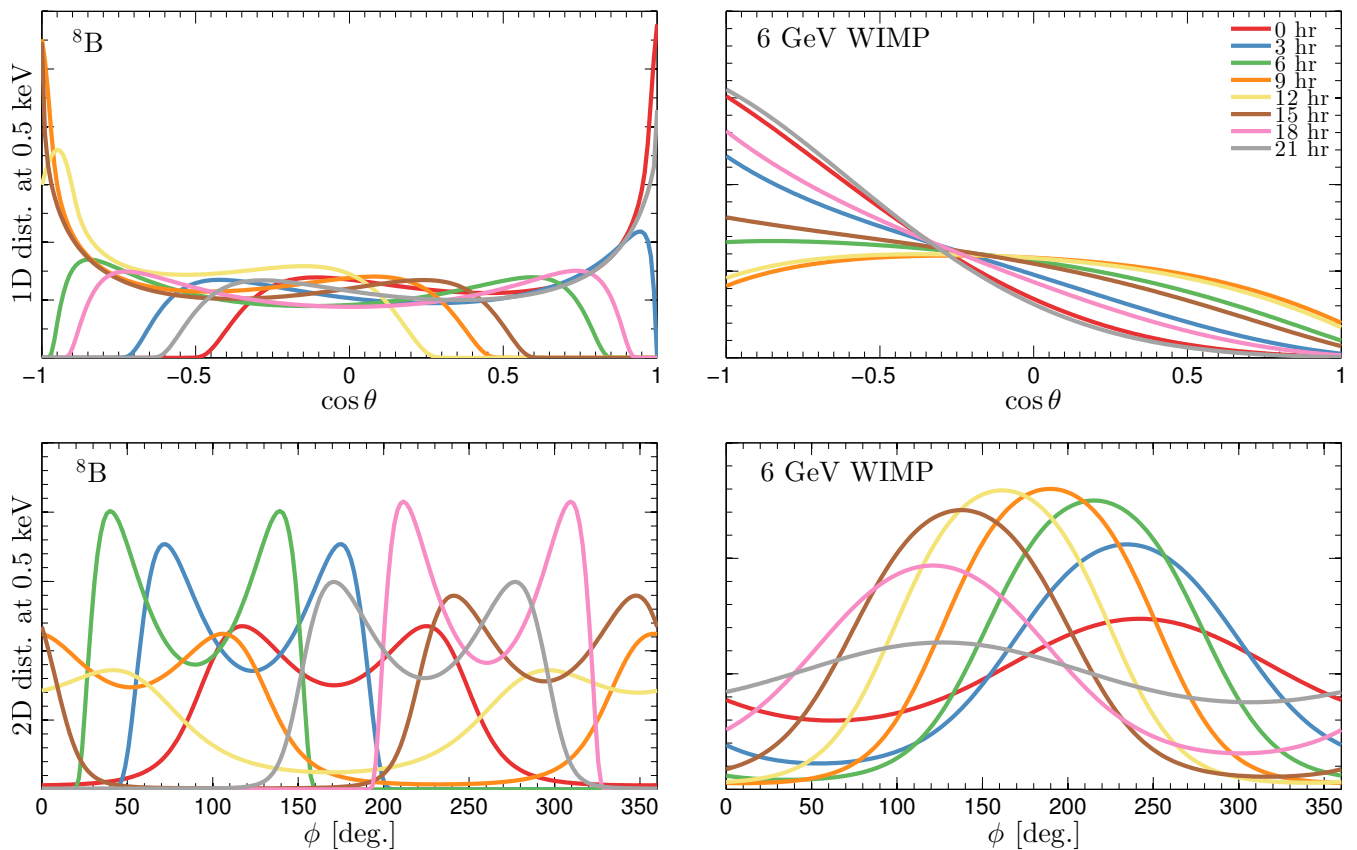 ⁸B
6 GeV WIMP
0 hr
3 hr
6 hr
9 hr
12 hr
15 hr
18 hr
21 hr
1D dist. at 0.5 keV
−1 −0.5 0 0.5 1
cos θ
−1 −0.5 0 0.5 1
cos θ
⁸B
6 GeV WIMP
2D dist. at 0.5 keV
0 50 100 150 200 250 300 350
ϕ [deg.]
0 50 100 150 200 250 300 350
ϕ [deg.]